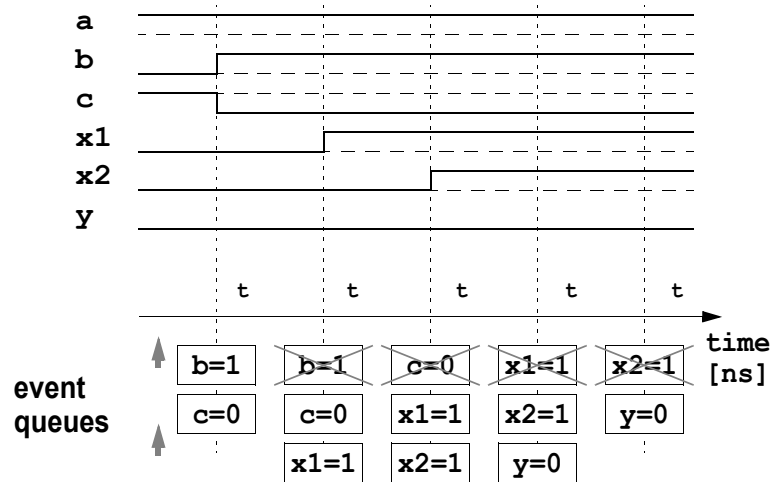 a
b
c
x1
x2
y
t t t t t
time
[ns]
b=1 b=1 c=0 x1=1 x2=1
event
queues
c=0 c=0 x1=1 x2=1 y=0
x1=1 x2=1 y=0